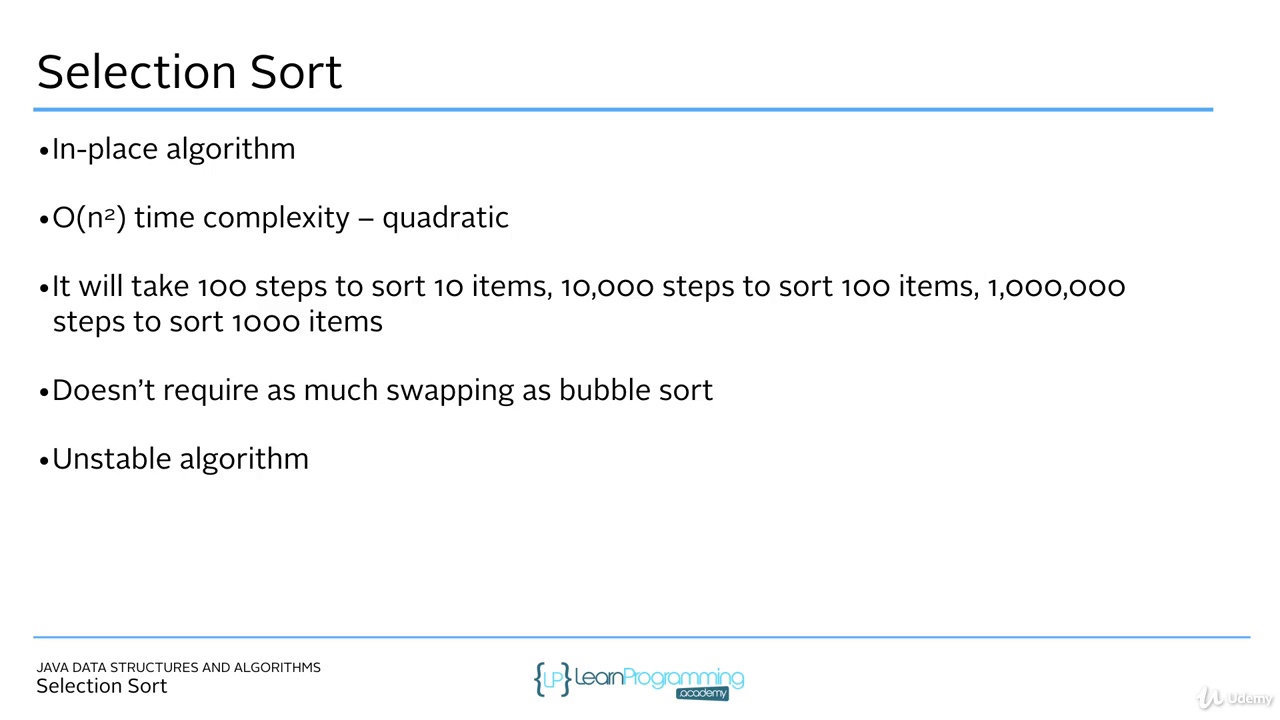 Selection Sort
•In-place algorithm
•O(n²) time complexity – quadratic
•It will take 100 steps to sort 10 items, 10,000 steps to sort 100 items, 1,000,000
steps to sort 1000 items
•Doesn’t require as much swapping as bubble sort
•Unstable algorithm
JAVA DATA STRUCTURES AND ALGORITHMS
Selection Sort
{LP} LearnProgramming
.academy
Udemy